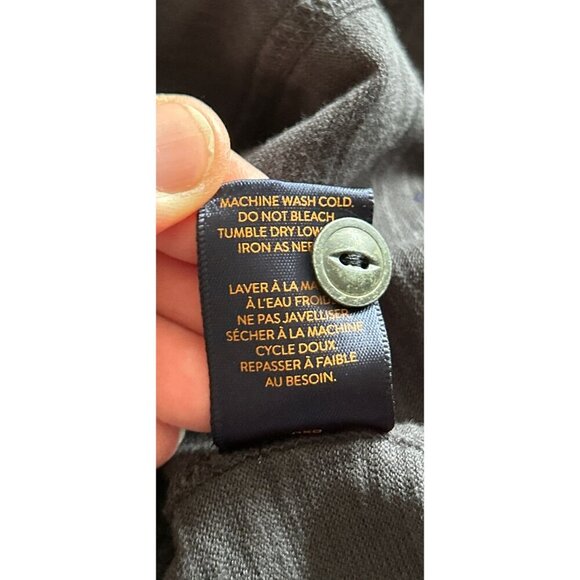 MACHINE WASH COLD.
DO NOT BLEACH
TUMBLE DRY LOW
IRON AS
LAVER À LA
À L'EAU
NE PAS JAVELLISER
SÉCHER À LA MACHINE
CYCLE DOUX
REPASSER À FAIBLE
AU BESOIN.